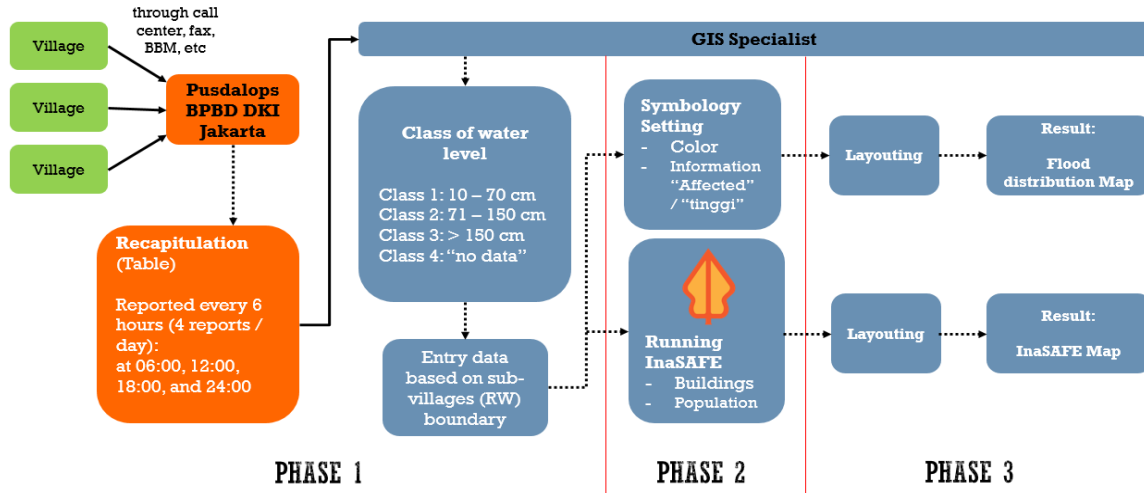 through call
center, fax,
BBM, etc
Village
Village
Village
Pusdalops
BPBD DKI
Jakarta
Recapitulation
(Table)
Reported every 6
hours (4 reports /
day):
at 06:00, 12:00,
18:00, and 24:00
GIS Specialist
Class of water
level
Class 1: 10 – 70 cm
Class 2: 71 – 150 cm
Class 3: > 150 cm
Class 4: “no data”
Entry data
based on sub-
villages (RW)
boundary
Symbology
Setting
- Color
- Information
“Affected”
/ “tinggi”
Running
InaSAFE
- Buildings
- Population
Layouting
Result:
Flood
distribution Map
Layouting
Result:
InaSAFE Map
PHASE 1
PHASE 2
PHASE 3